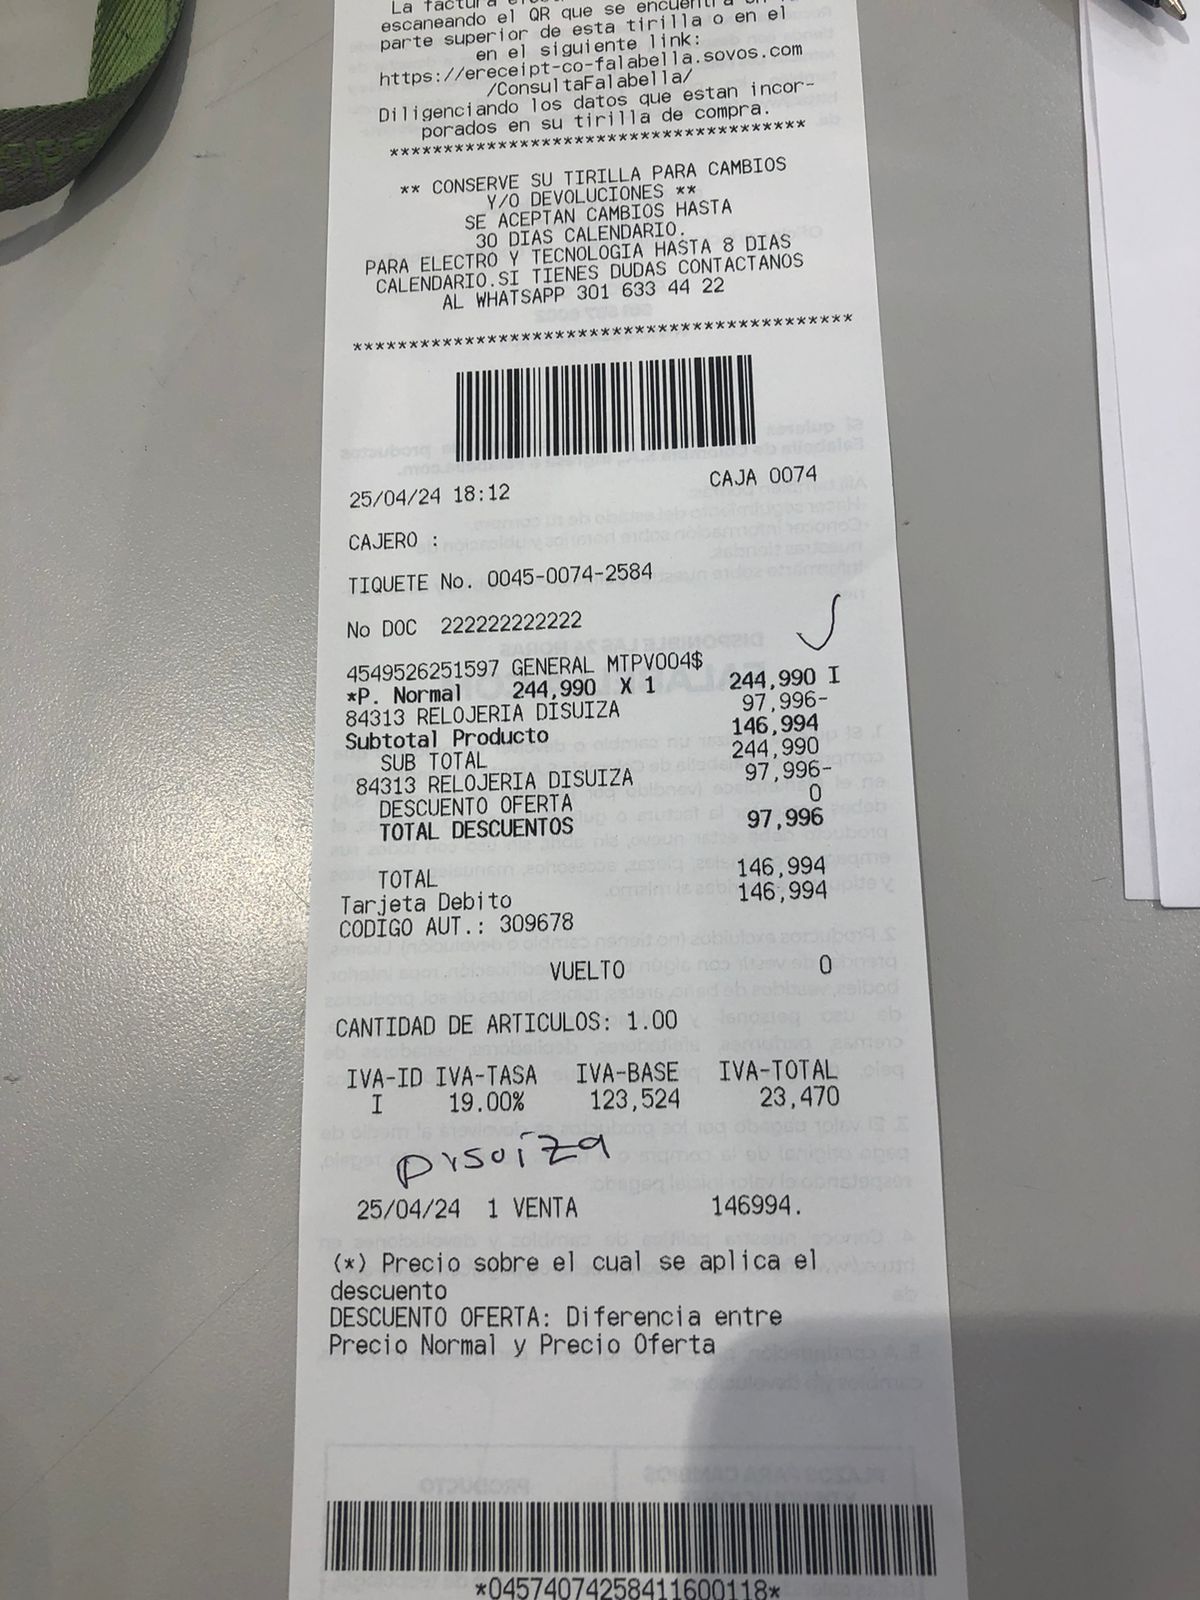 La factura
escaneando el QR que se encuentra en la
parte superior de esta tirilla o en el
en el siguiente link:
https://ereceipt-co-falabella.sovos.com
/ConsultaFalabella/
Diligenciando los datos que estan incor-
porados en su tirilla de compra.
***************************************
** CONSERVE SU TIRILLA PARA CAMBIOS
Y/O DEVOLUCIONES **
SE ACEPTAN CAMBIOS HASTA
30 DIAS CALENDARIO.
PARA ELECTRO Y TECNOLOGIA HASTA 8 DIAS
CALENDARIO.SI TIENES DUDAS CONTACTANOS
AL WHATSAPP 301 633 44 22
********************************************
25/04/24 18:12 CAJA 0074
CAJERO :
TIQUETE No. 0045-0074-2584
No DOC 222222222222
4549526251597 GENERAL MTPV004$
*P. Normal 244,990 X 1 244,990 I
84313 RELOJERIA DISUIZA 97,996-
Subtotal Producto 146,994
SUB TOTAL 244,990
84313 RELOJERIA DISUIZA 97,996-
DESCUENTO OFERTA 0
TOTAL DESCUENTOS 97,996
TOTAL 146,994
Tarjeta Debito 146,994
CODIGO AUT.: 309678
VUELTO 0
CANTIDAD DE ARTICULOS: 1.00
IVA-ID IVA-TASA IVA-BASE IVA-TOTAL
I 19.00% 123,524 23,470
Disuiza
25/04/24 1 VENTA 146994.
(*) Precio sobre el cual se aplica el
descuento
DESCUENTO OFERTA: Diferencia entre
Precio Normal y Precio Oferta
*04574074258411600118*